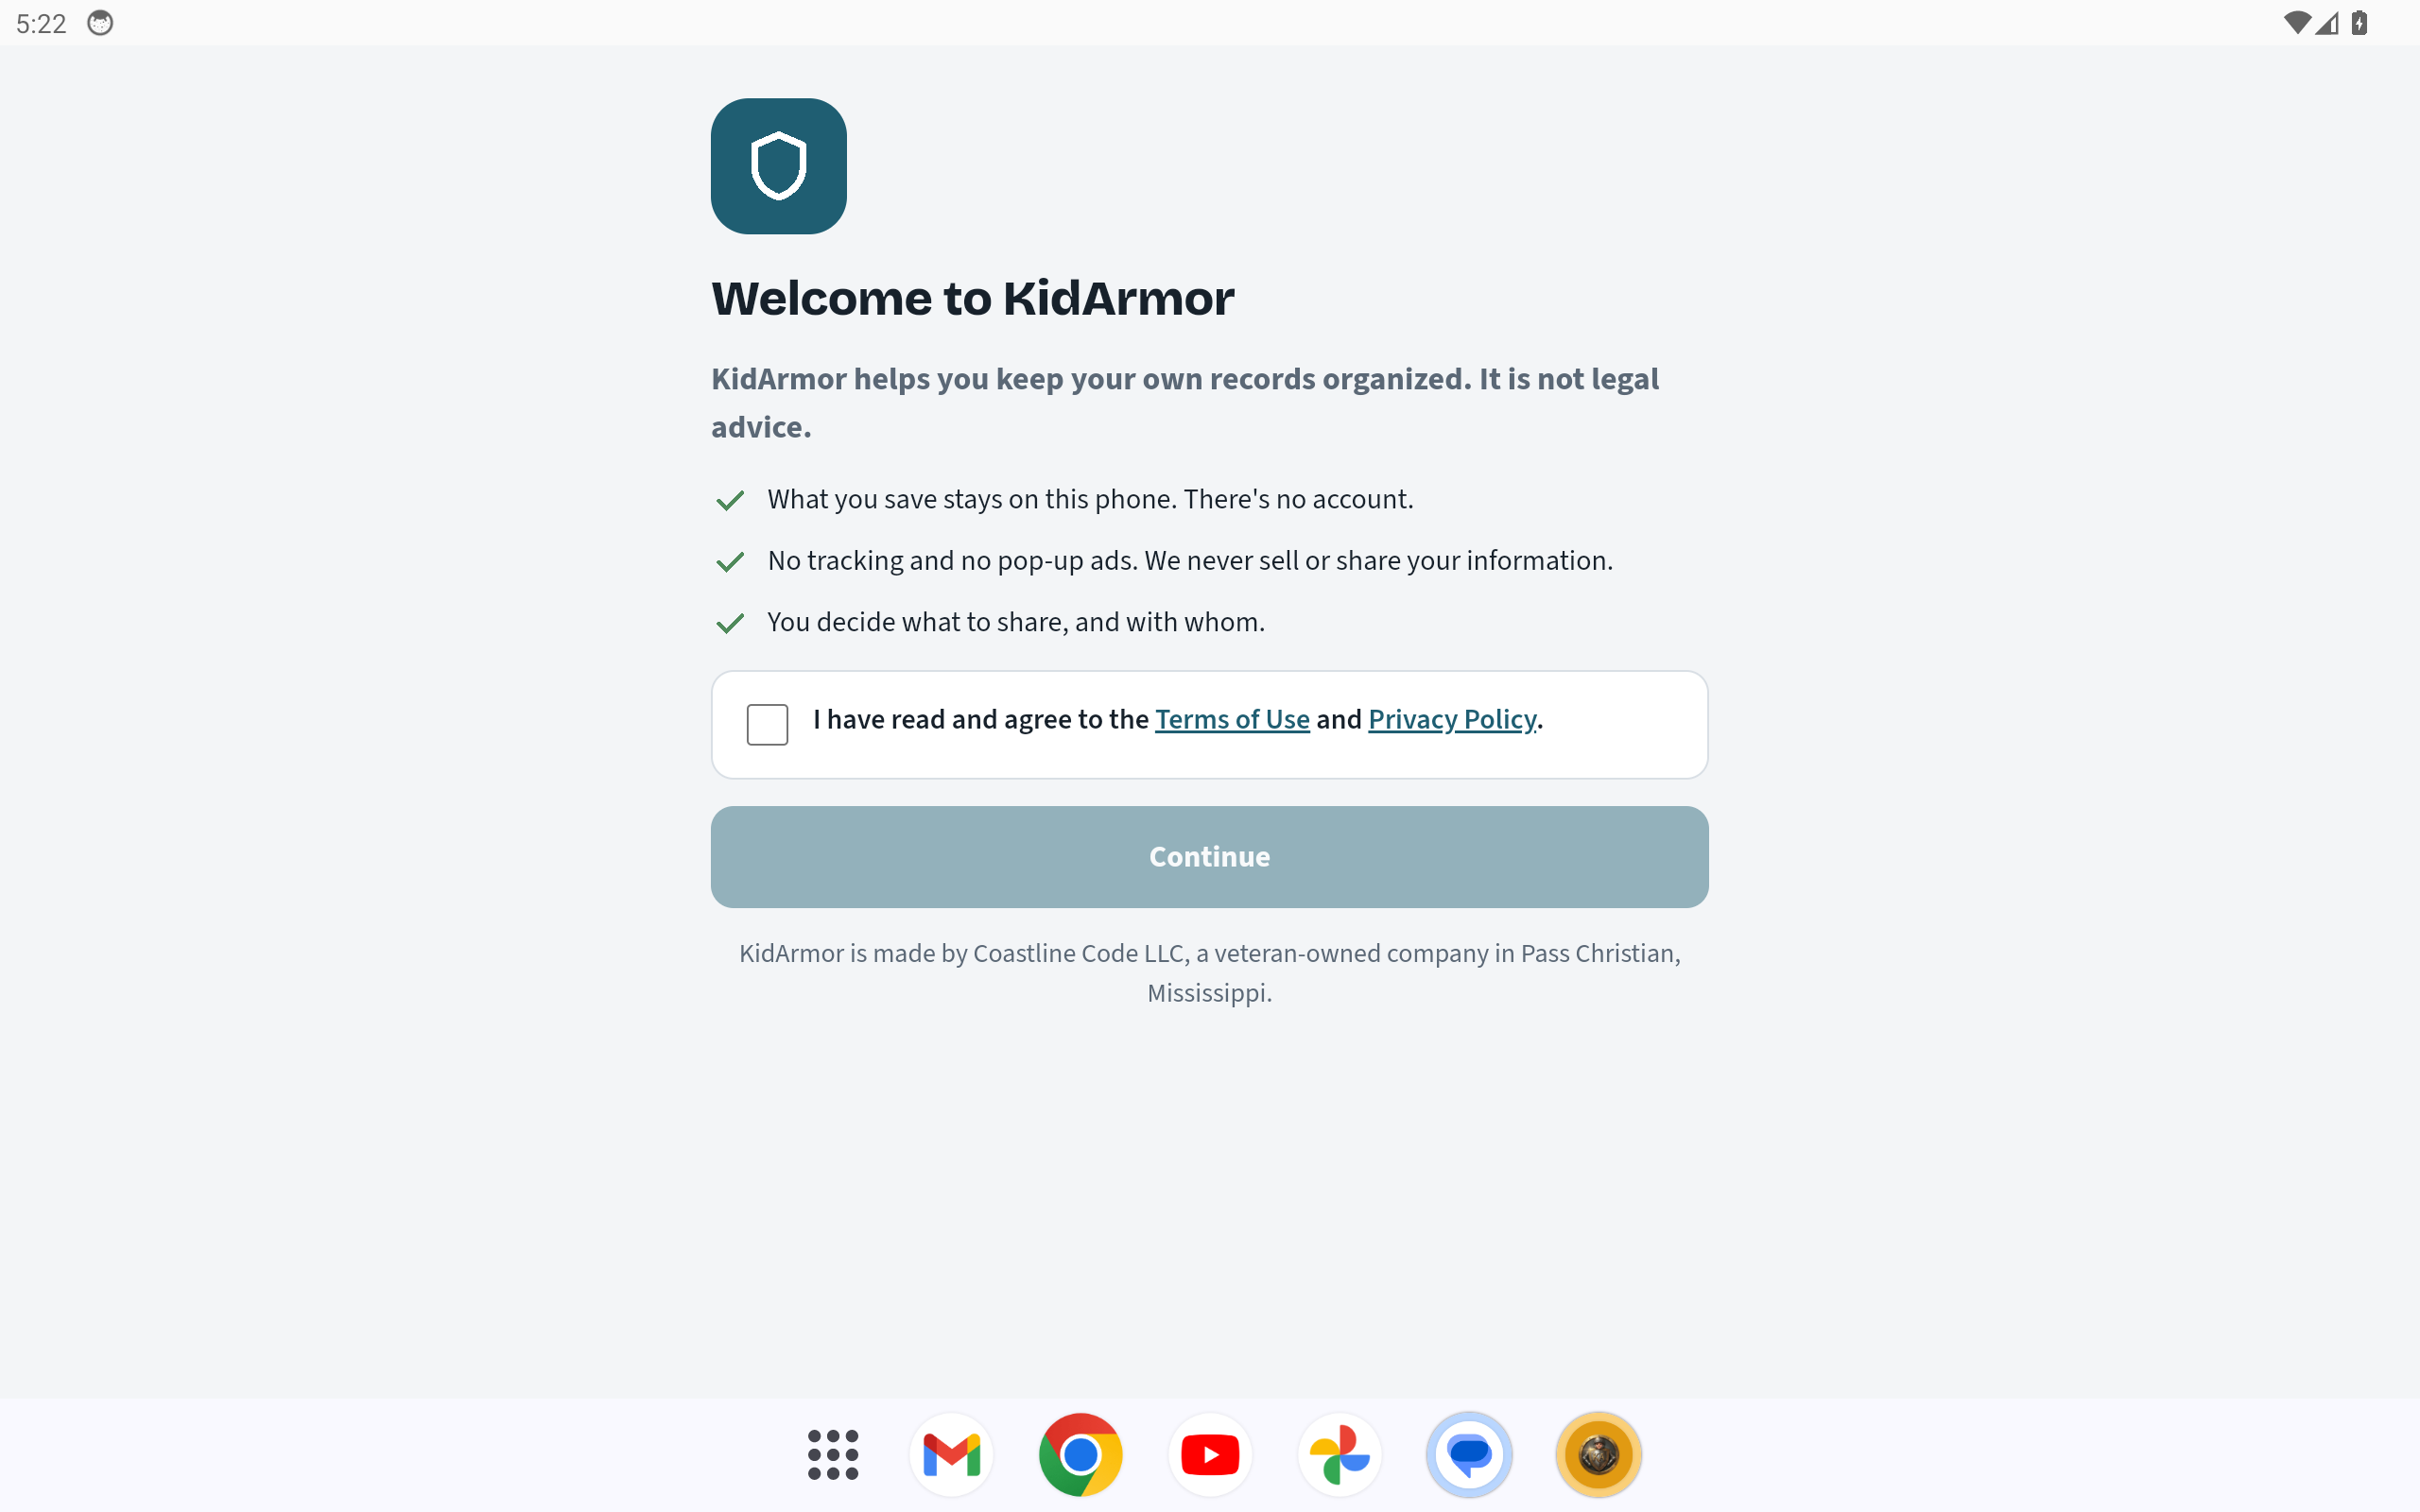 5:22
Welcome to KidArmor
KidArmor helps you keep your own records organized. It is not legal
advice.
What you save stays on this phone. There's no account.
No tracking and no pop-up ads. We never sell or share your information.
You decide what to share, and with whom.
I have read and agree to the Terms of Use and Privacy Policy.
Continue
KidArmor is made by Coastline Code LLC, a veteran-owned company in Pass Christian,
Mississippi.